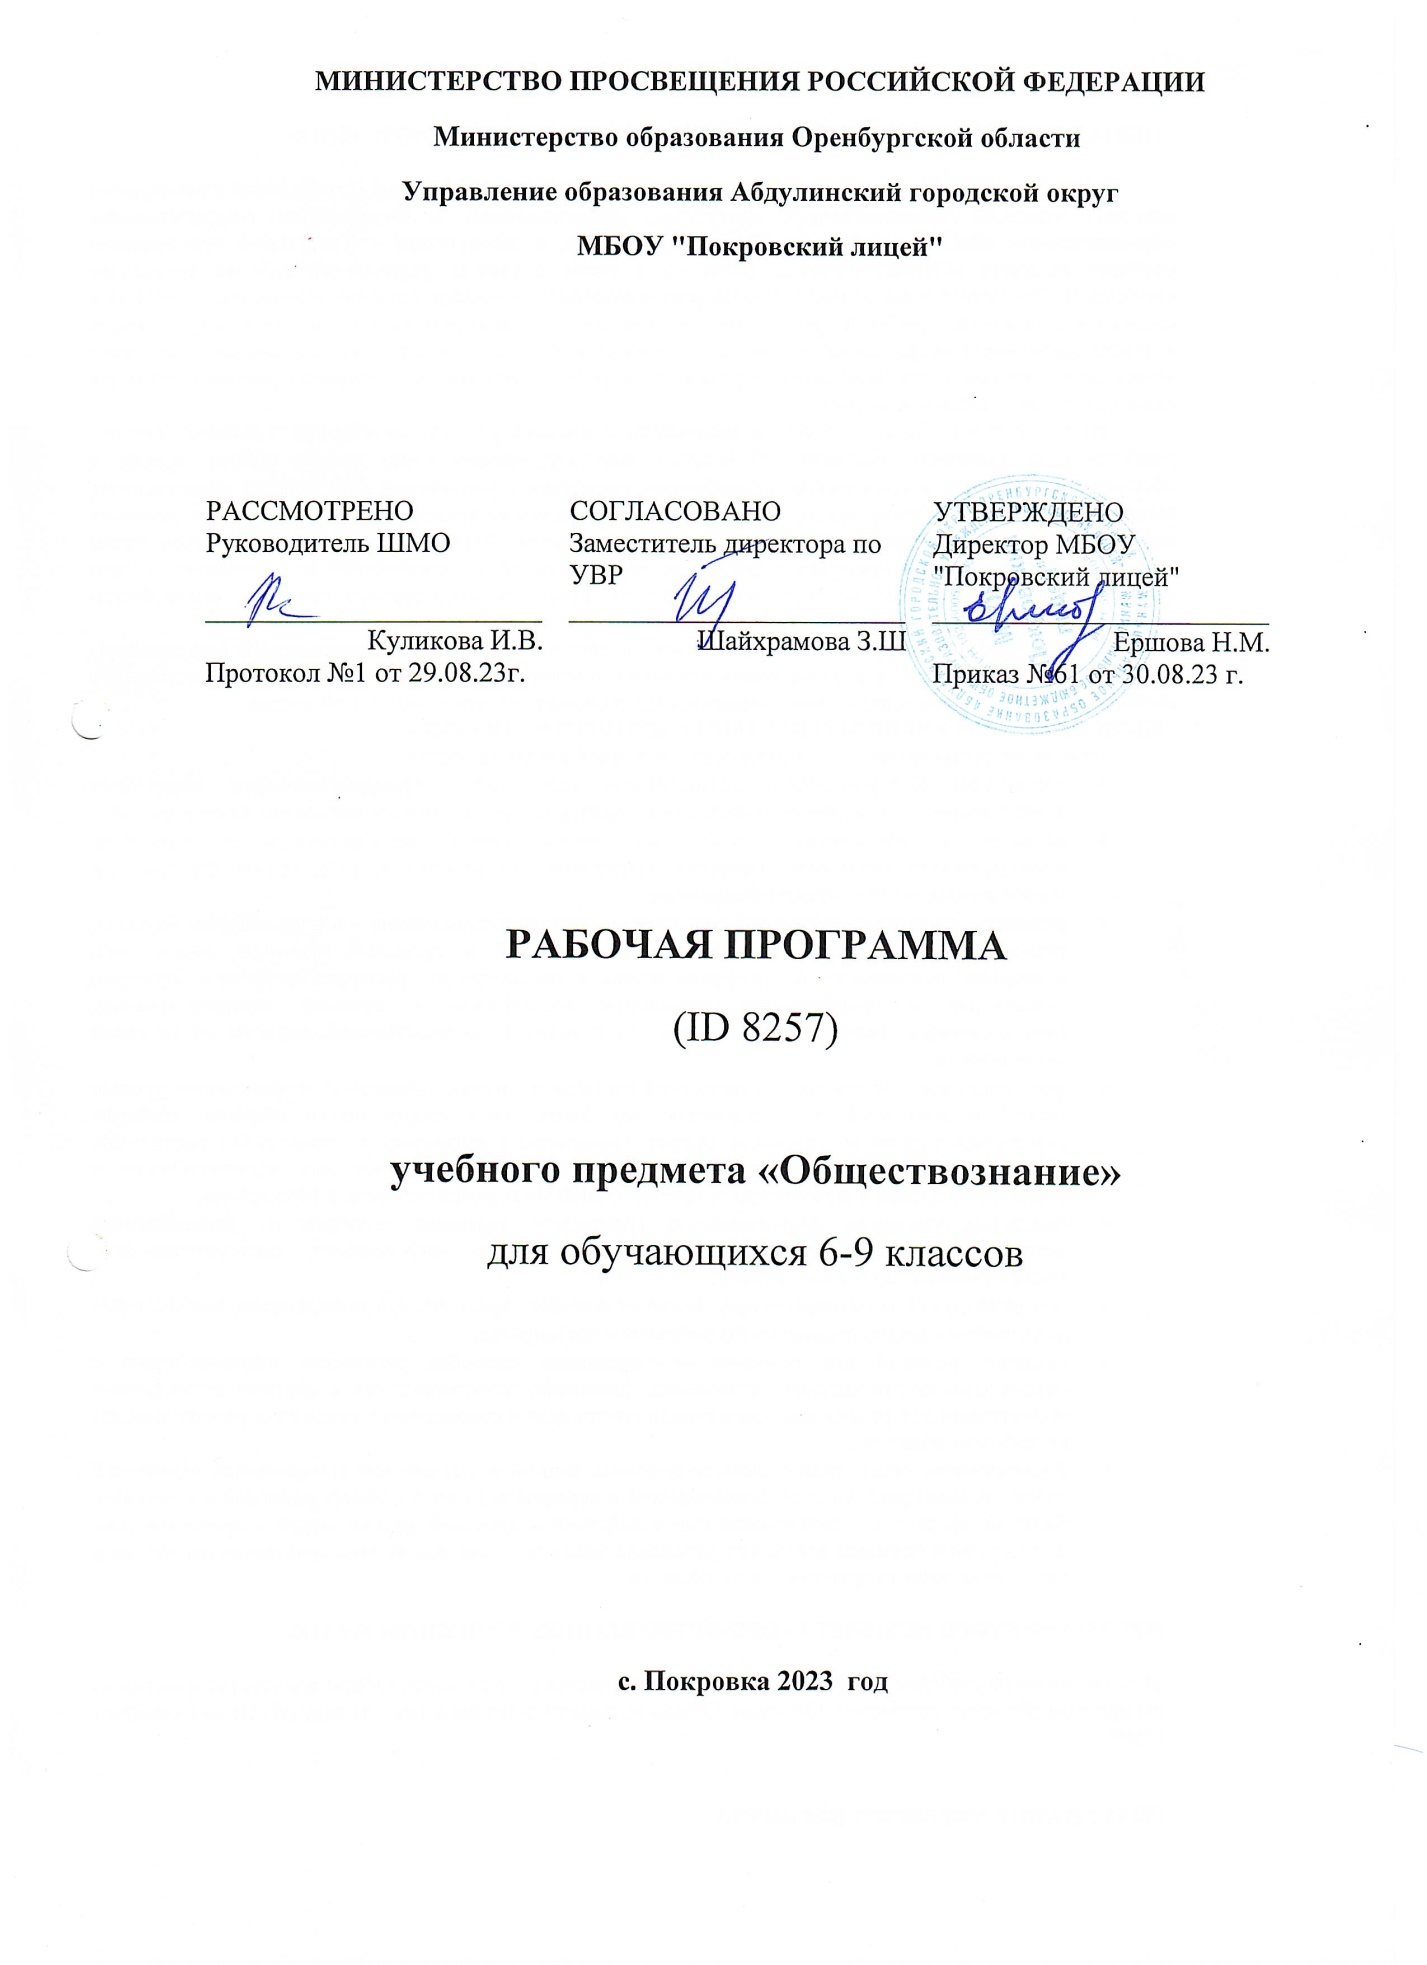 МИНИСТЕРСТВО ПРОСВЕЩЕНИЯ РОССИЙСКОЙ ФЕДЕРАЦИИ
Министерство образования Оренбургской области
Управление образования Абдулинский городской округ
МБОУ "Покровский лицей"
РАССМОТРЕНО
Руководитель ШМО
Куликова И.В.
Протокол №1 от 29.08.23г.
СОГЛАСОВАНО
Заместитель директора по
УВР
Шайхрамова З.Ш
УТВЕРЖДЕНО
Директор МБОУ
"Покровский лицей"
Ершова Н.М.
Приказ №61 от 30.08.23 г.
РАБОЧАЯ ПРОГРАММА
(ID 8257)
учебного предмета «Обществознание»
для обучающихся 6-9 классов
с. Покровка 2023 год